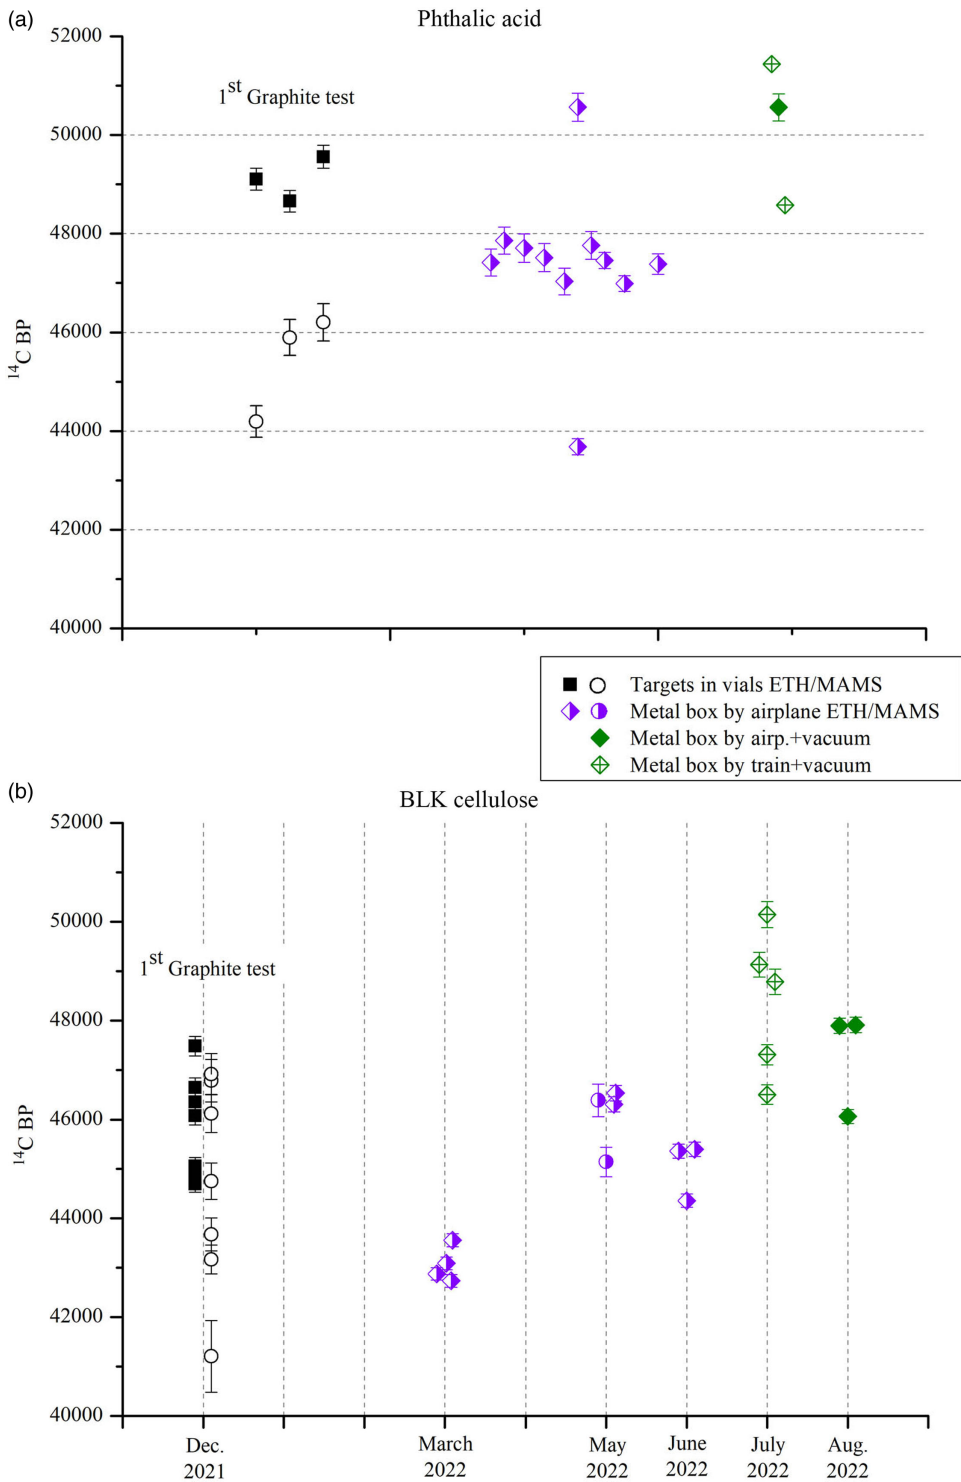 (a)
Phthalic acid
52000
1st Graphite test
50000
48000
46000
14C BP
44000
42000
40000
Targets in vials ETH/MAMS
Metal box by airplane ETH/MAMS
Metal box by airp.+vacuum
Metal box by train+vacuum
(b)
BLK cellulose
52000
50000
1st Graphite test
48000
46000
14C BP
44000
42000
40000
Dec. March May June July Aug.
2021 2022 2022 2022 2022 2022